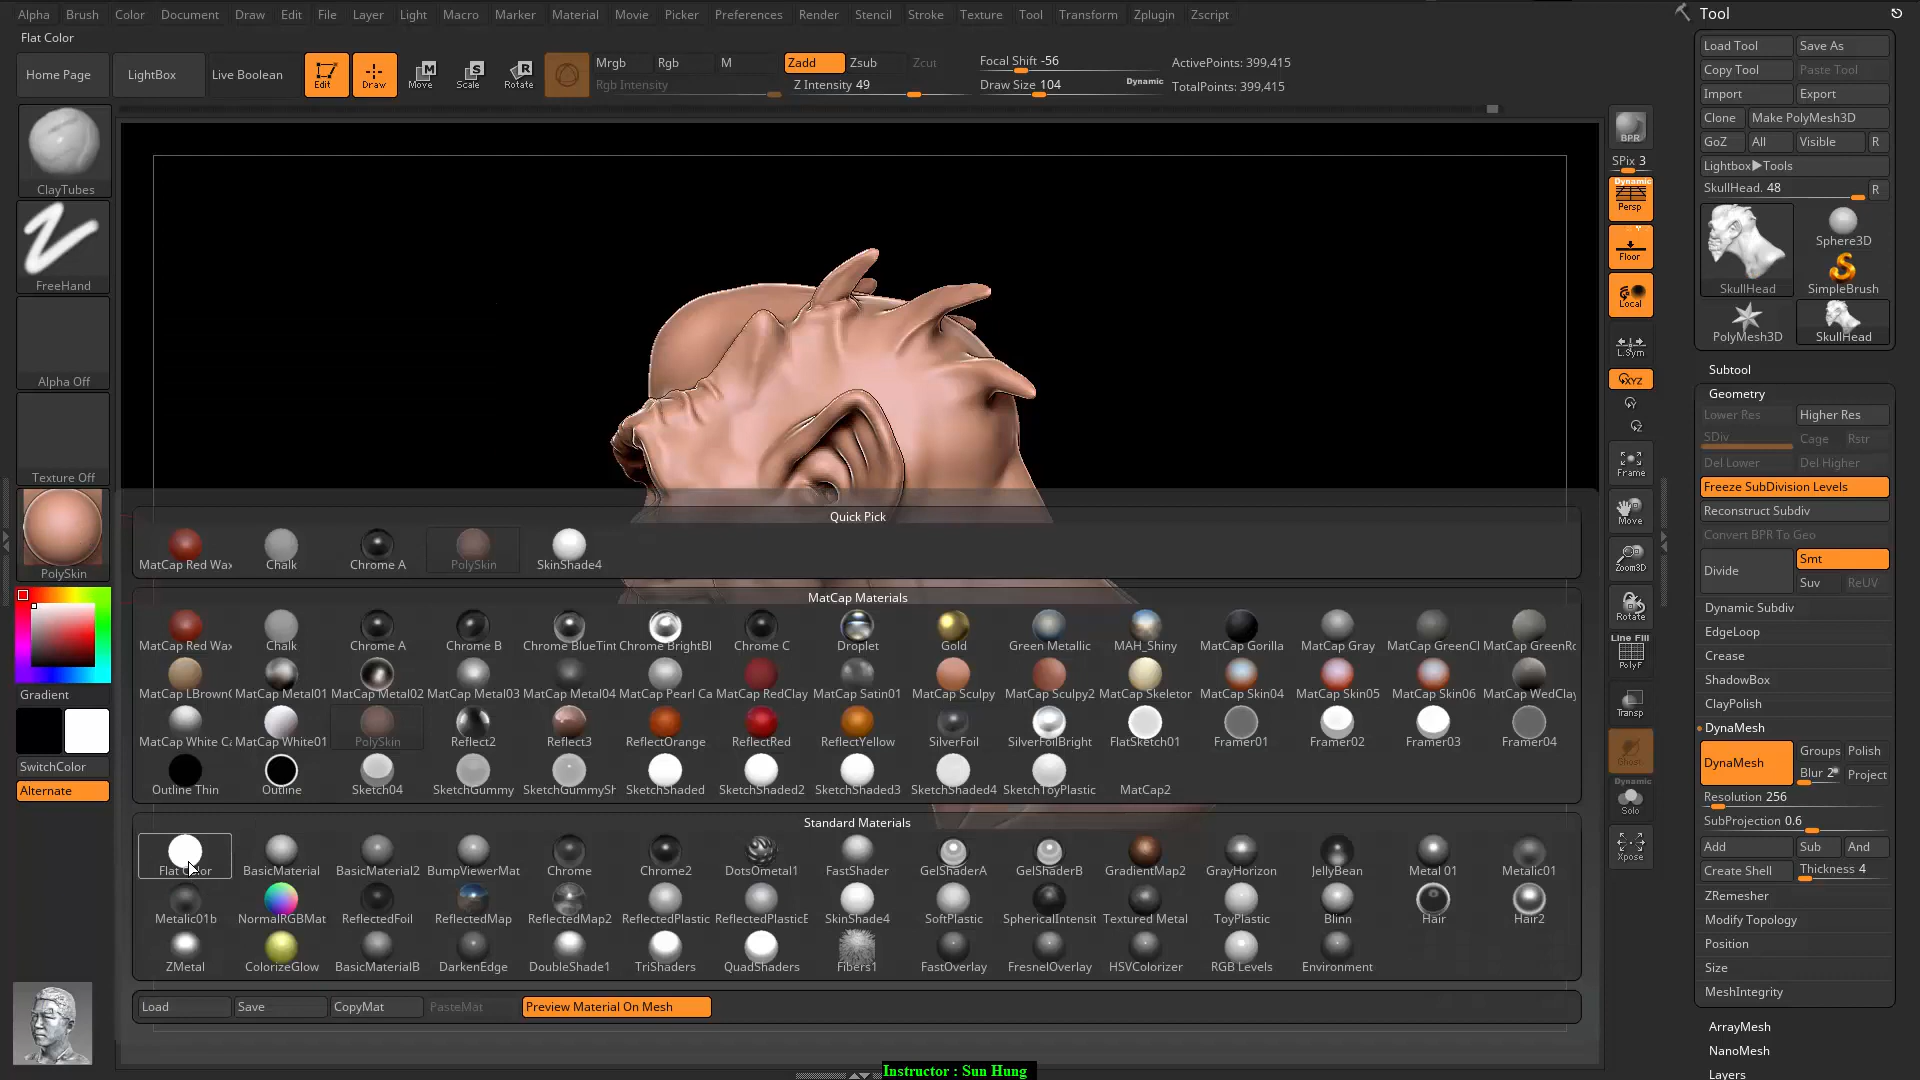 Alpha Brush Color Document Draw Edit File Layer Light Macro Marker Material Movie Picker Preferences Render Stencil Stroke Texture Tool Transform Zplugin Zscript
Flat Color
Home Page LightBox Live Boolean Edit Draw Move Scale Rotate
Mrgb Rgb M Zadd Zsub Zcut
Rgb Intensity Z Intensity 49
Focal Shift -56 ActivePoints: 399,415
Draw Size 104 Dynamic TotalPoints: 399,415
ClayTubes
FreeHand
Alpha Off
Texture Off
PolySkin
Gradient
SwitchColor
Alternate
Quick Pick
MatCap Red Wax Chalk Chrome A PolySkin SkinShade4
MatCap Materials
MatCap Red Wax Chalk Chrome A Chrome B Chrome BlueTint Chrome BrightBl Chrome C Droplet Gold Green Metallic MAH_Shiny MatCap Gorilla MatCap Gray MatCap GreenCl MatCap GreenRo
MatCap LBrown MatCap Metal01 MatCap Metal02 MatCap Metal03 MatCap Metal04 MatCap Pearl Ca MatCap RedClay MatCap Satin01 MatCap Sculpy MatCap Sculpy2 MatCap Skeleton MatCap Skin04 MatCap Skin05 MatCap Skin06 MatCap WedClay
MatCap White Ca MatCap White01 PolySkin Reflect2 Reflect3 ReflectOrange ReflectRed ReflectYellow SilverFoil SilverFoilBright FlatSketch01 Framer01 Framer02 Framer03 Framer04
Outline Thin Outline Sketch04 SketchGummy SketchGummySh SketchShaded SketchShaded2 SketchShaded3 SketchShaded4 SketchToyPlastic MatCap2
Standard Materials
Flat Color BasicMaterial BasicMaterial2 BumpViewerMat Chrome Chrome2 DotsOmetal1 FastShader GelShaderA GelShaderB GradientMap2 GrayHorizon JellyBean Metal 01 Metalic01
Metalic01b NormalRGBMat ReflectedFoil ReflectedMap ReflectedMap2 ReflectedPlastic ReflectedPlasticB SkinShade4 SoftPlastic SphericalIntensit Textured Metal ToyPlastic Blinn Hair Hair2
ZMetal ColorizeGlow BasicMaterialB DarkenEdge DoubleShade1 TriShaders QuadShaders Fibers1 FastOverlay FresnelOverlay HSVColorizer RGB Levels Environment
Load Save CopyMat PasteMat Preview Material On Mesh
Instructor : Sun Hung
BPR
SPix 3
Dynamic
Persp
Floor
Local
L.Sym
XYZ
Y
Z
Frame
Move
Zoom3D
Rotate
Line Fill
PolyF
Transp
Ghost
Dynamic
Solo
Xpose
Tool
Load Tool Save As
Copy Tool Paste Tool
Import Export
Clone Make PolyMesh3D
GoZ All Visible R
Lightbox▶Tools
SkullHead. 48 R
SkullHead Sphere3D
SimpleBrush
PolyMesh3D SkullHead
Subtool
Geometry
Lower Res Higher Res
SDiv Cage Rstr
Del Lower Del Higher
Freeze SubDivision Levels
Reconstruct Subdiv
Convert BPR To Geo
Divide Smt
Suv ReUV
Dynamic Subdiv
EdgeLoop
Crease
ShadowBox
ClayPolish
DynaMesh
DynaMesh Groups Polish
Blur 2 Project
Resolution 256
SubProjection 0.6
Add Sub And
Create Shell Thickness 4
ZRemesher
Modify Topology
Position
Size
MeshIntegrity
ArrayMesh
NanoMesh
Layers